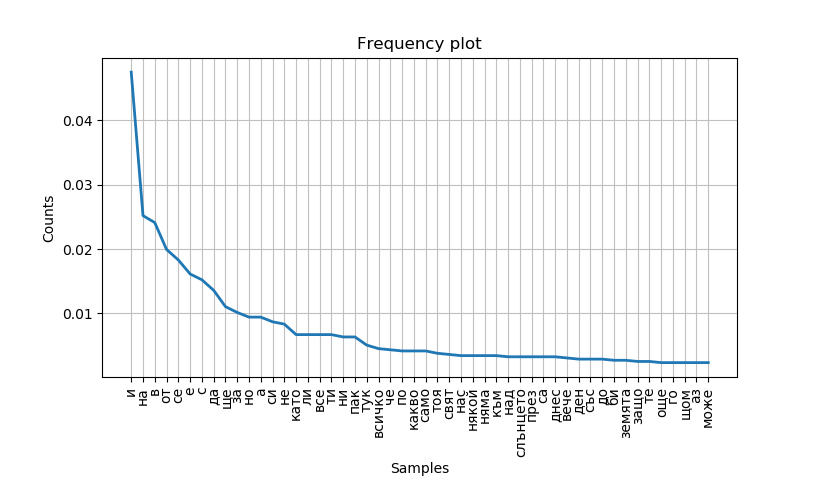 Frequency plot
0.04
0.03
0.02
0.01
Counts
и
на
в
от
се
е
с
да
ще
за
но
а
си
не
като
ли
все
ти
ни
пак
тук
всичко
че
по
какво
само
тоя
свят
нас
някой
няма
към
над
слънцето
през
са
днес
вече
ден
със
до
би
земята
защо
те
още
го
щом
аз
може
Samples